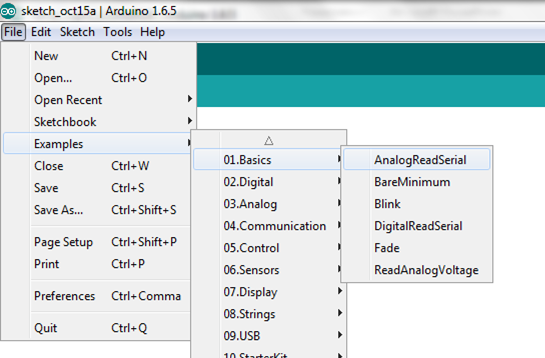 sketch_oct15a | Arduino 1.6.5
File Edit Sketch Tools Help
New Ctrl+N
Open... Ctrl+O
Open Recent
Sketchbook
Examples
Close Ctrl+W
Save Ctrl+S
Save As... Ctrl+Shift+S
Page Setup Ctrl+Shift+P
Print Ctrl+P
Preferences Ctrl+Comma
Quit Ctrl+Q
01.Basics
02.Digital
03.Analog
04.Communication
05.Control
06.Sensors
07.Display
08.Strings
09.USB
10.StarterKit
AnalogReadSerial
BareMinimum
Blink
DigitalReadSerial
Fade
ReadAnalogVoltage